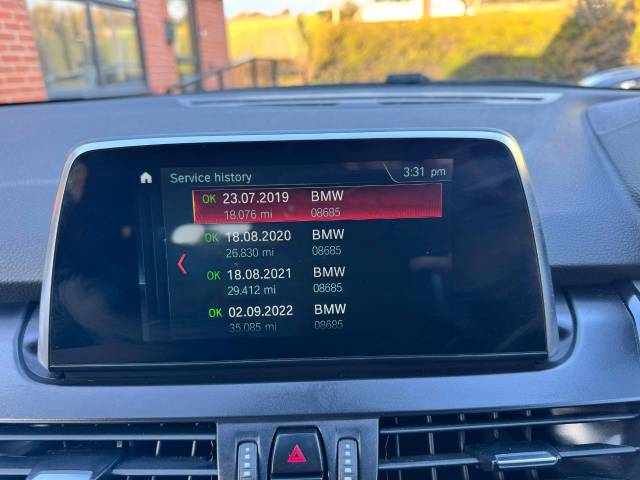 Service history 3:31 pm
OK 23.07.2019 BMW
18.076 mi 08685
OK 18.08.2020 BMW
26.830 mi 08685
OK 18.08.2021 BMW
29.412 mi 08685
OK 02.09.2022 BMW
35.085 mi 08685